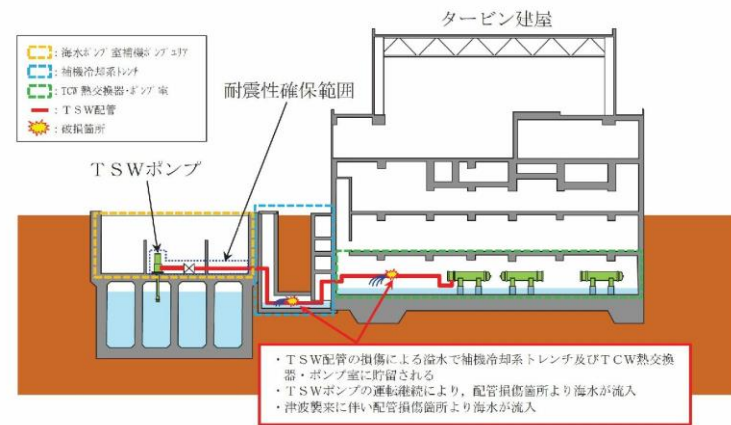 タービン建屋
：海水ポンプ室補機ポンプエリア
：補機冷却系トレンチ
：TCW熱交換器・ポンプ室
：TSW配管
：破損箇所
耐震性確保範囲
TSWポンプ
・TSW配管の損傷による溢水で補機冷却系トレンチ及びTCW熱交換
器・ポンプ室に貯留される
・TSWポンプの運転継続により，配管損傷箇所より海水が流入
・津波襲来に伴い配管損傷箇所より海水が流入